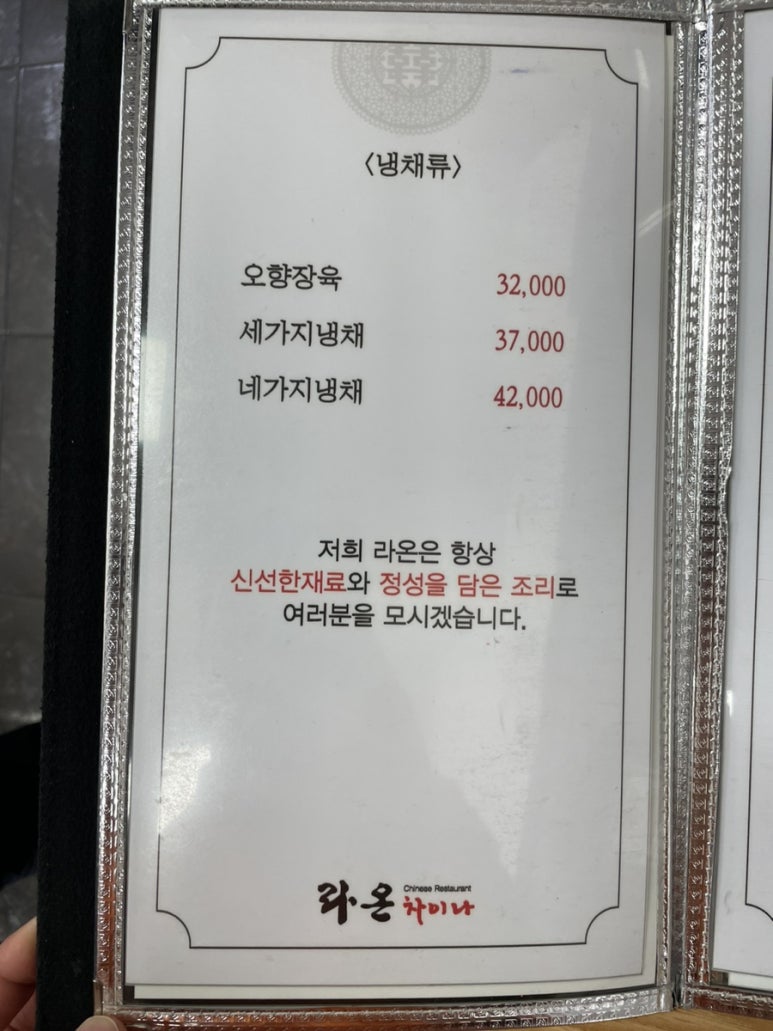 〈냉채류〉
오향장육 32,000
세가지냉채 37,000
네가지냉채 42,000
저희 라온은 항상
신선한재료와 정성을 담은 조리로
여러분을 모시겠습니다.
라온 Chinese Restaurant 차이나